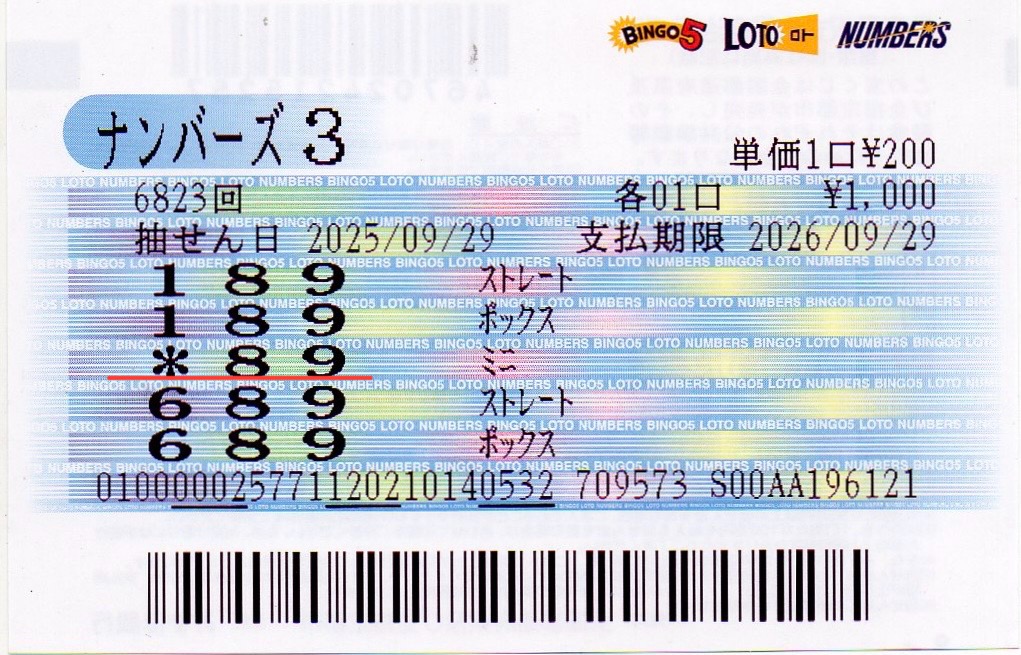 BINGO5 LOTO ロト NUMBERS
ナンバーズ 3
単価1口¥200
6823回 各01口 ¥1,000
抽せん日 2025/09/29 支払期限 2026/09/29
1 8 9 ストレート
1 8 9 ボックス
* 8 9 ミニ
6 8 9 ストレート
6 8 9 ボックス
010000025771120210140532 709573 S00AA196121